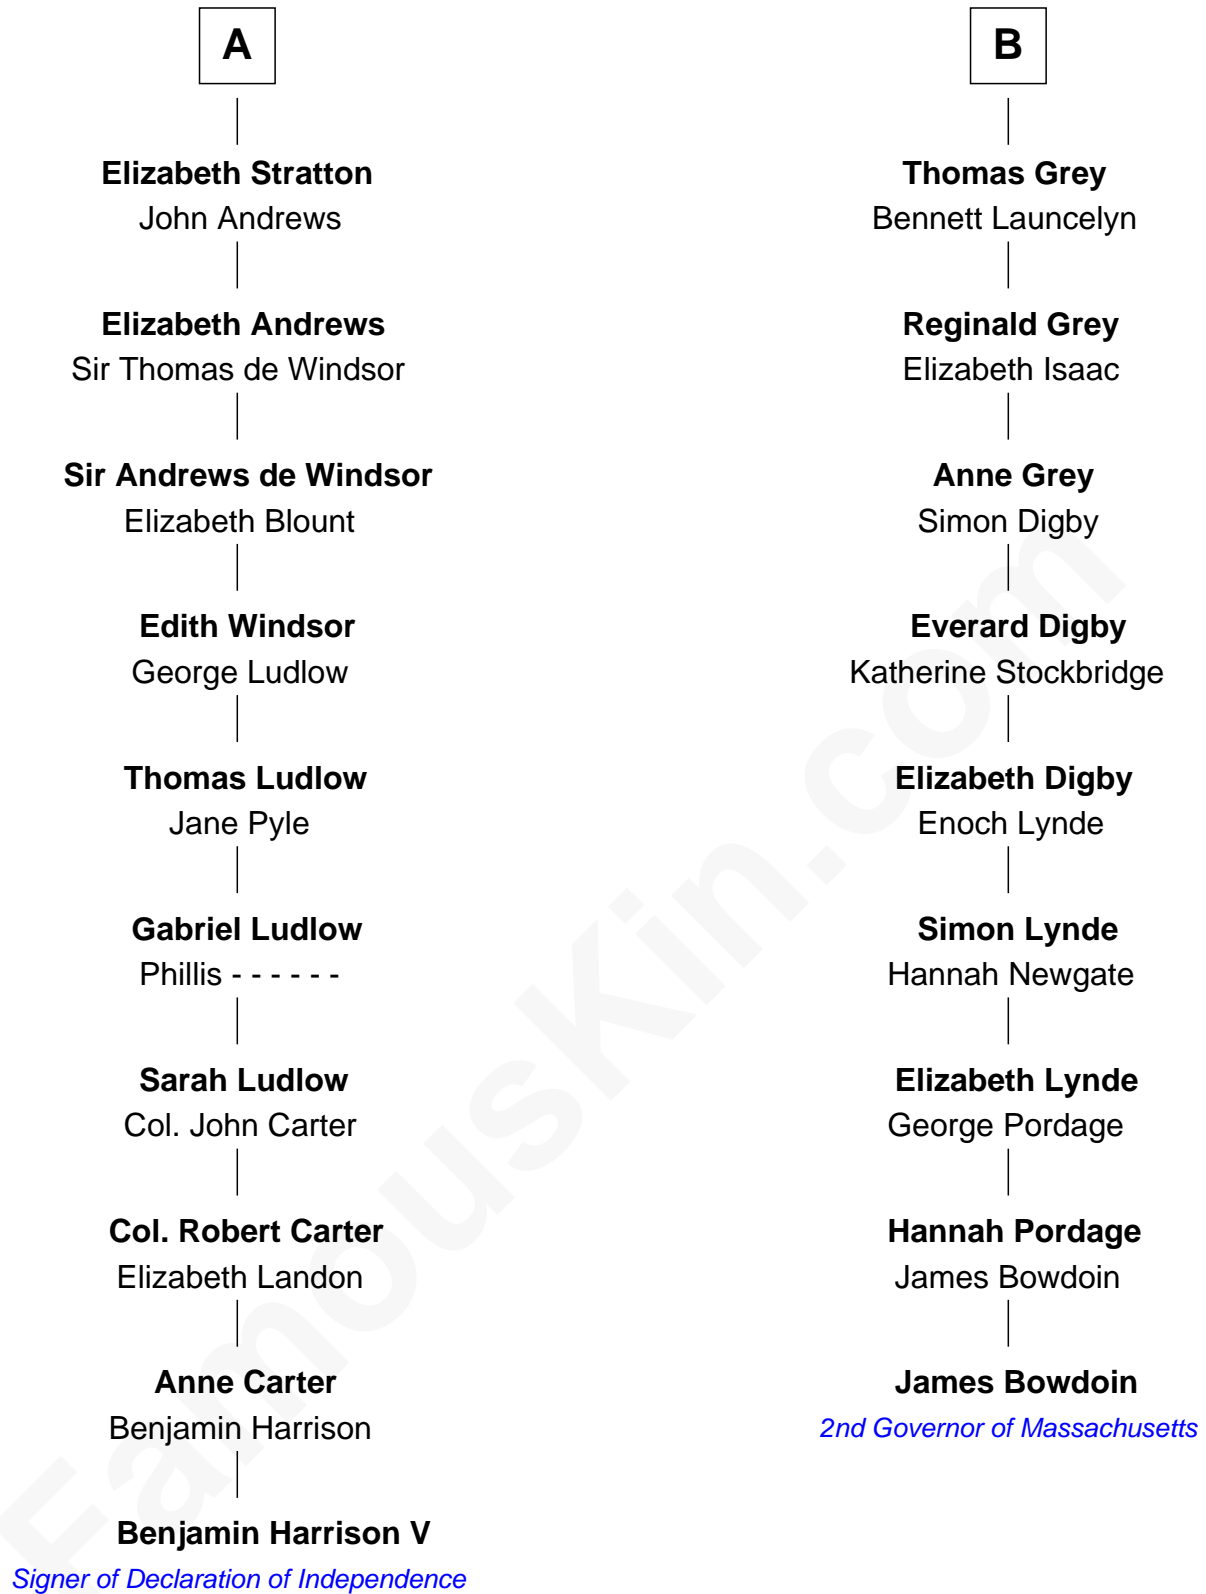 A
Elizabeth Stratton
John Andrews
Elizabeth Andrews
Sir Thomas de Windsor
Sir Andrews de Windsor
Elizabeth Blount
Edith Windsor
George Ludlow
Thomas Ludlow
Jane Pyle
Gabriel Ludlow
Phillis - - - - - -
Sarah Ludlow
Col. John Carter
Col. Robert Carter
Elizabeth Landon
Anne Carter
Benjamin Harrison
Benjamin Harrison V
Signer of Declaration of Independence
B
Thomas Grey
Bennett Launcelyn
Reginald Grey
Elizabeth Isaac
Anne Grey
Simon Digby
Everard Digby
Katherine Stockbridge
Elizabeth Digby
Enoch Lynde
Simon Lynde
Hannah Newgate
Elizabeth Lynde
George Pordage
Hannah Pordage
James Bowdoin
James Bowdoin
2nd Governor of Massachusetts
FamousKin.com